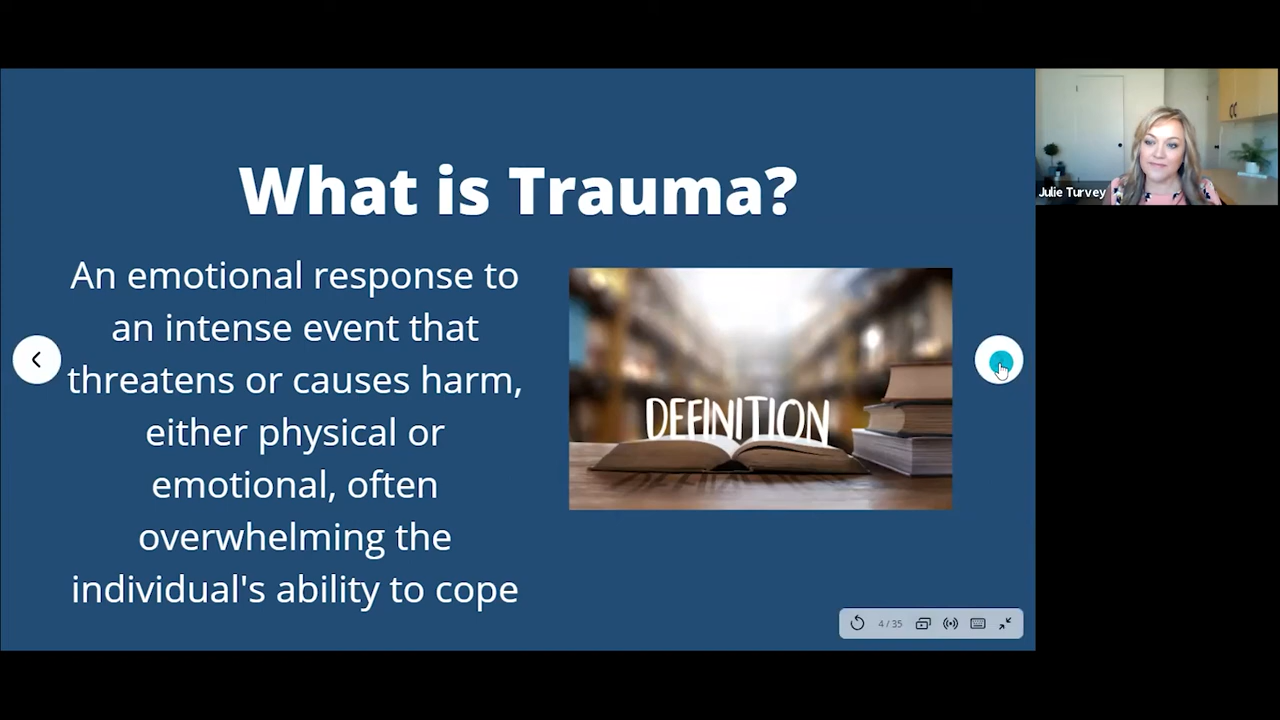 What is Trauma?
An emotional response to
an intense event that
threatens or causes harm,
either physical or
emotional, often
overwhelming the
individual's ability to cope
DEFINITION
Julie Turvey
4 / 35